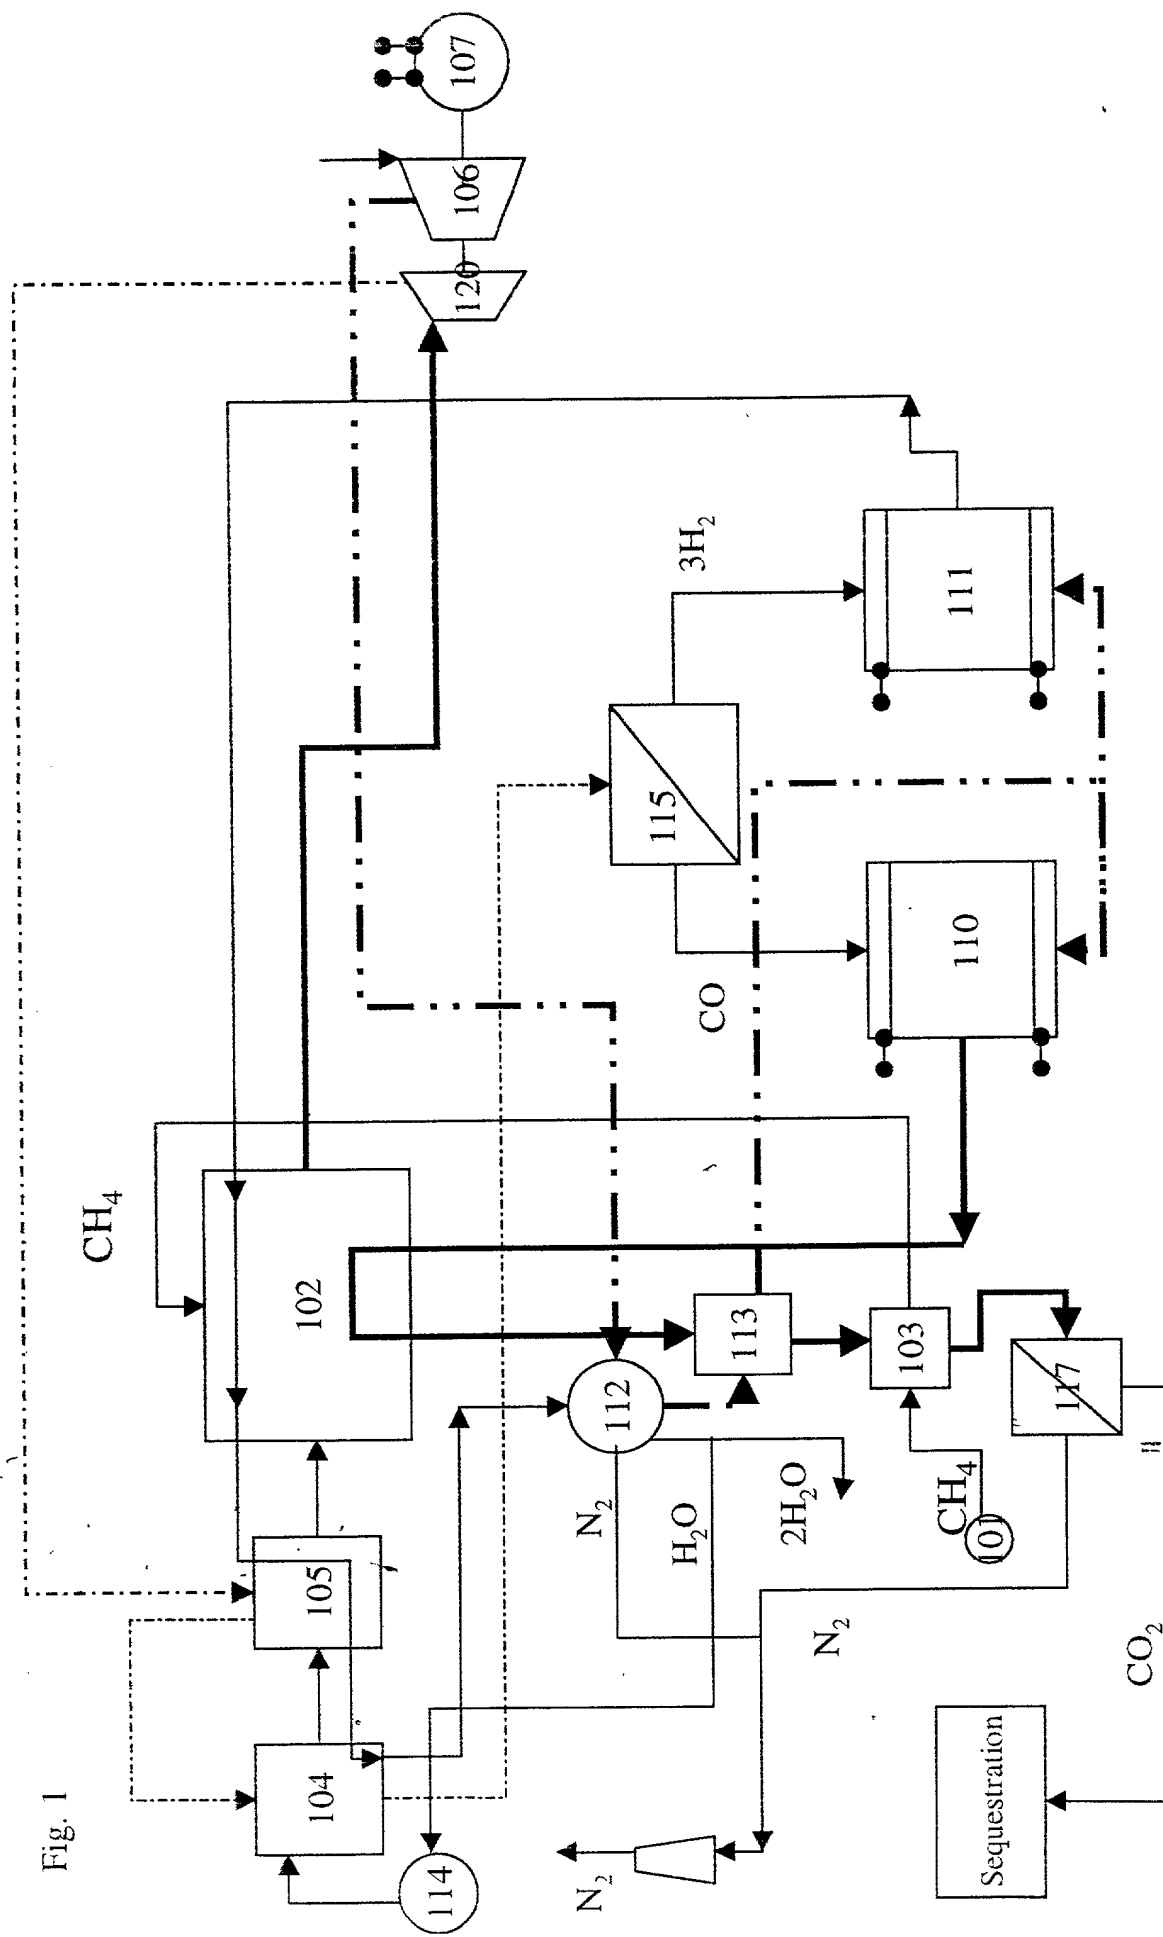 Fig. 1
CH₄
107
106
120
102
105
104
114
115
3H₂
CO
111
110
112
113
103
117
101
CH₄
N₂
H₂O
2H₂O
N₂
N₂
CO₂
Sequestration